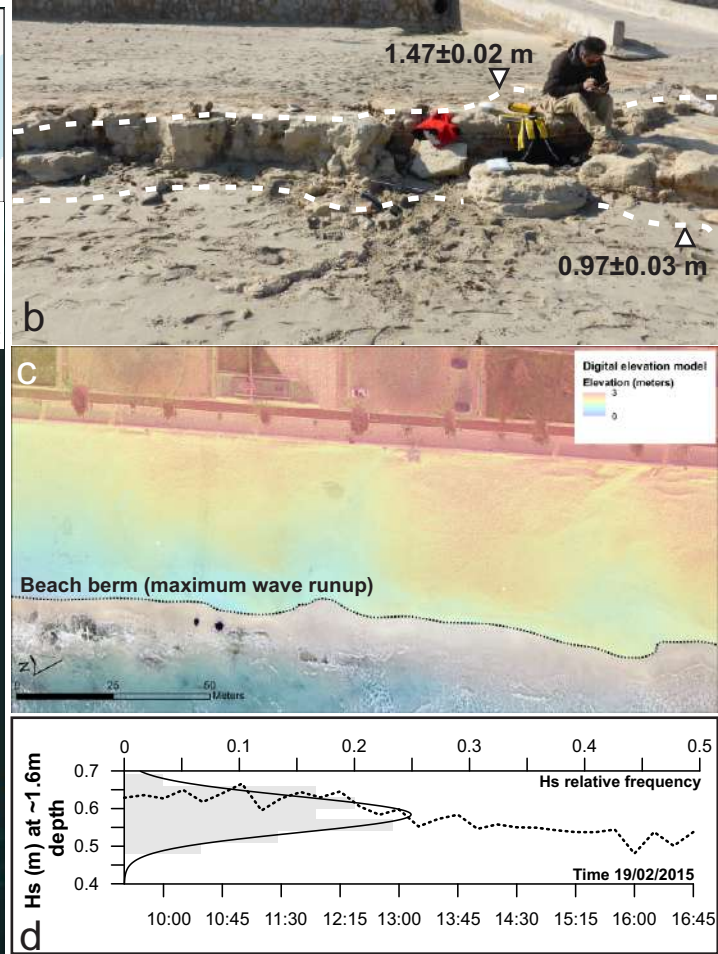 1.47±0.02 m
0.97±0.03 m
b
c
Digital elevation model
Elevation (meters)
3
0
Beach berm (maximum wave runup)
N
0 25 50
Meters
0 0.1 0.2 0.3 0.4 0.5
Hs relative frequency
0.7
0.6
0.5
0.4
Hs (m) at ~1.6m
depth
Time 19/02/2015
10:00 10:45 11:30 12:15 13:00 13:45 14:30 15:15 16:00 16:45
d